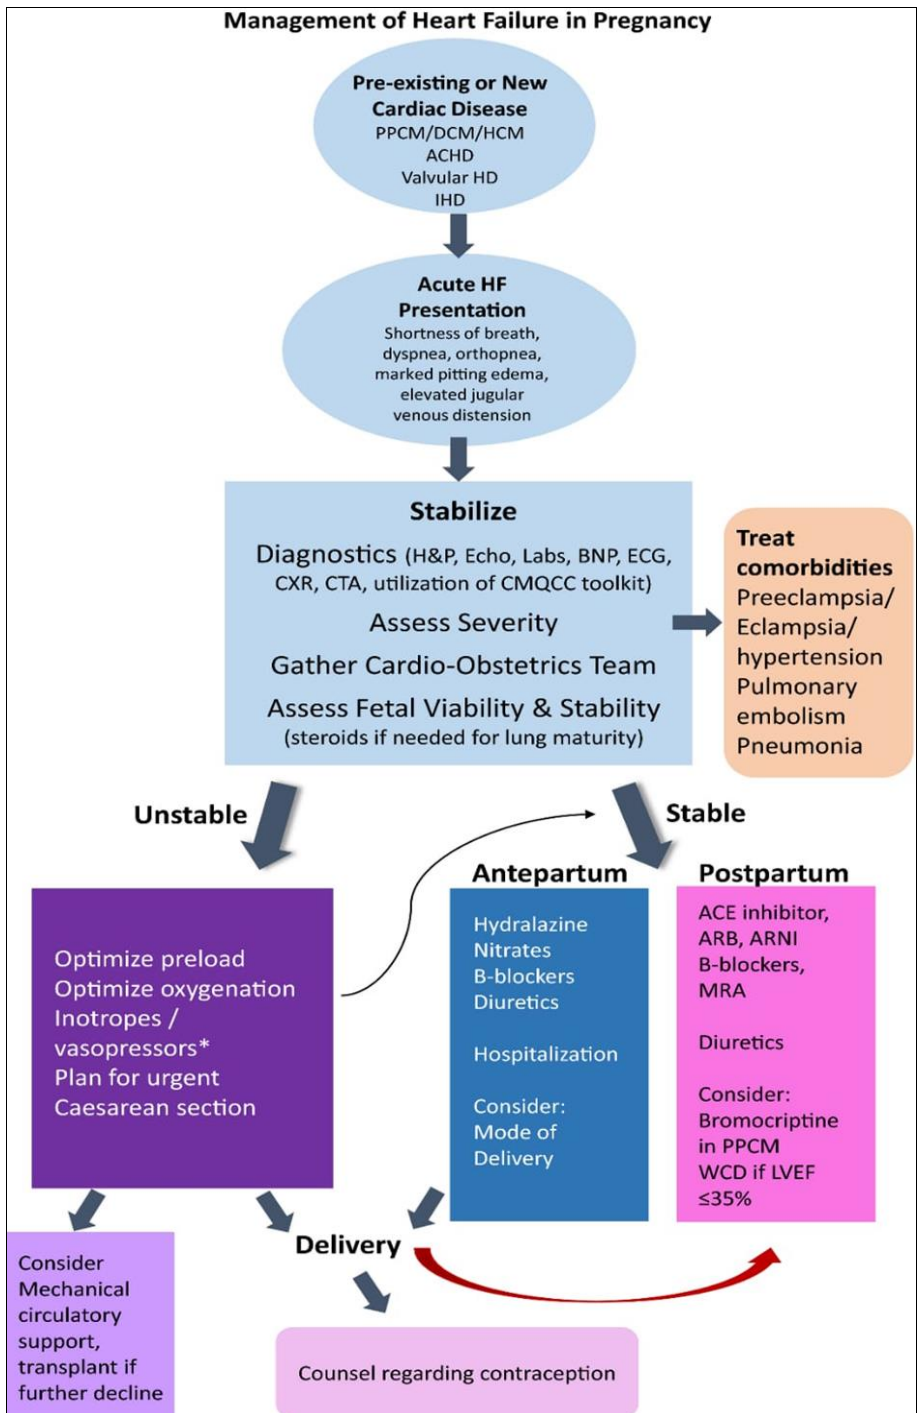 Management of Heart Failure in Pregnancy
Pre-existing or New
Cardiac Disease
PPCM/DCM/HCM
ACHD
Valvular HD
IHD
Acute HF
Presentation
Shortness of breath,
dyspnea, orthopnea,
marked pitting edema,
elevated jugular
venous distension
Stabilize
Diagnostics (H&P, Echo, Labs, BNP, ECG,
CXR, CTA, utilization of CMQCC toolkit)
Assess Severity
Gather Cardio-Obstetrics Team
Assess Fetal Viability & Stability
(steroids if needed for lung maturity)
Treat
comorbidities
Preeclampsia/
Eclampsia/
hypertension
Pulmonary
embolism
Pneumonia
Unstable
Stable
Optimize preload
Optimize oxygenation
Inotropes /
vasopressors*
Plan for urgent
Caesarean section
Antepartum
Hydralazine
Nitrates
B-blockers
Diuretics
Hospitalization
Consider:
Mode of
Delivery
Postpartum
ACE inhibitor,
ARB, ARNI
B-blockers,
MRA
Diuretics
Consider:
Bromocriptine
in PPCM
WCD if LVEF
≤35%
Consider
Mechanical
circulatory
support,
transplant if
further decline
Delivery
Counsel regarding contraception